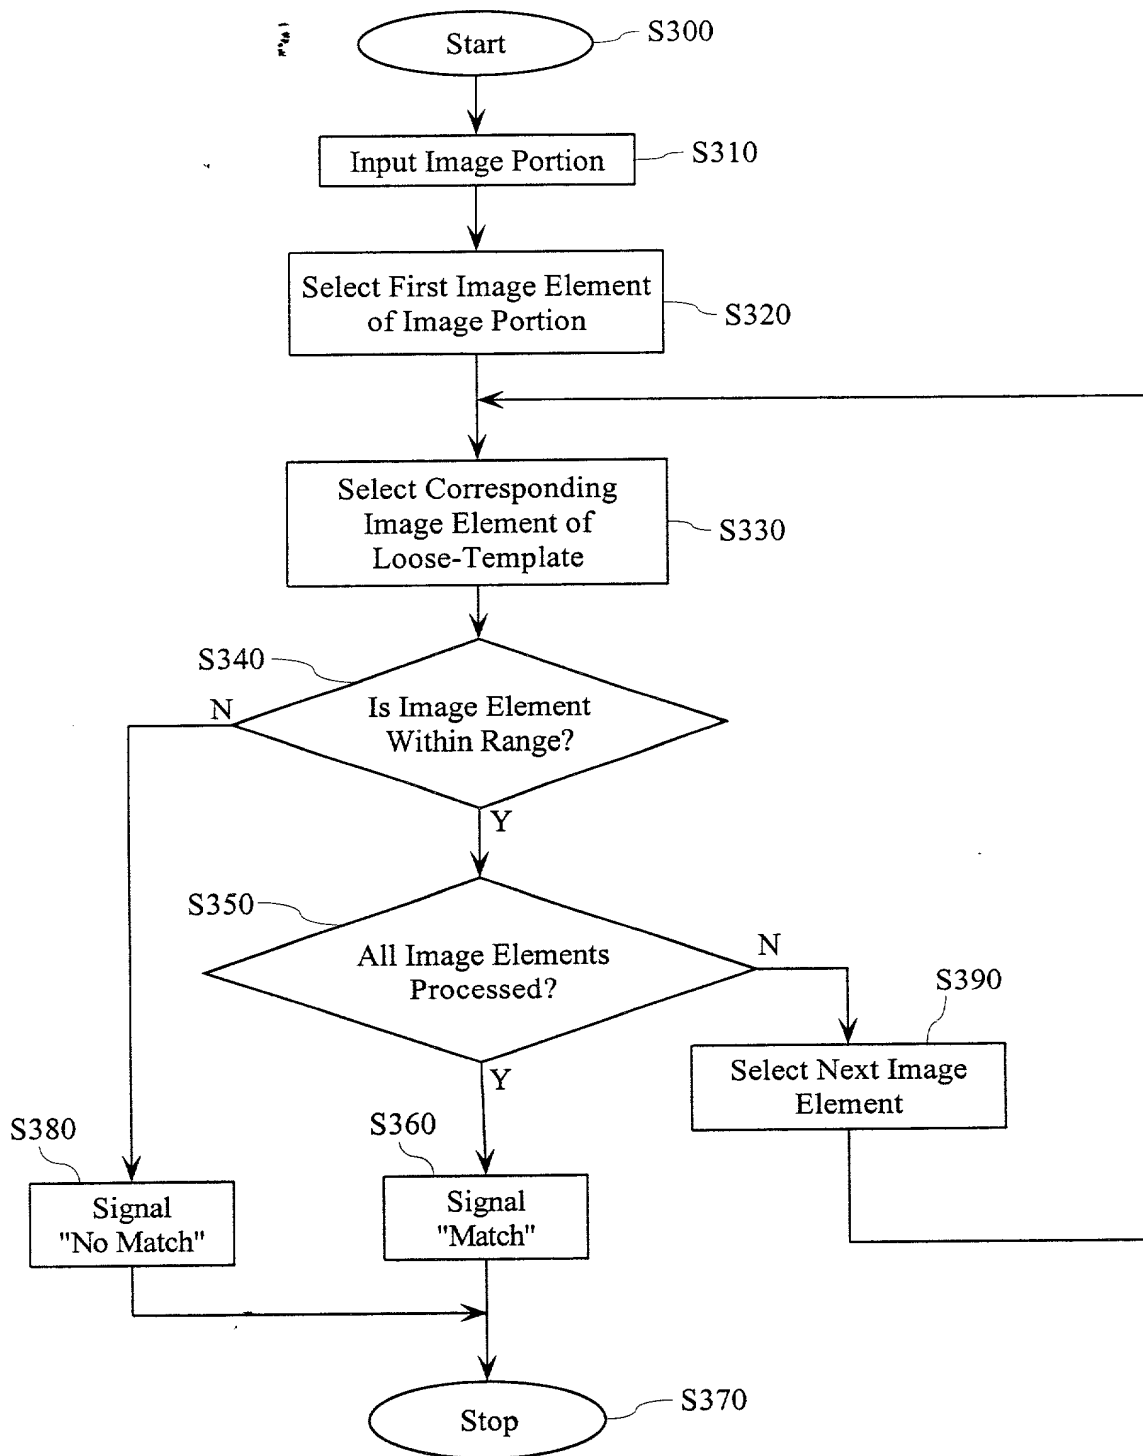 Start
S300
Input Image Portion
S310
Select First Image Element
of Image Portion
S320
Select Corresponding
Image Element of
Loose-Template
S330
S340
N
Is Image Element
Within Range?
Y
S350
All Image Elements
Processed?
N
S390
Select Next Image
Element
Y
S380
Signal
"No Match"
S360
Signal
"Match"
Stop
S370